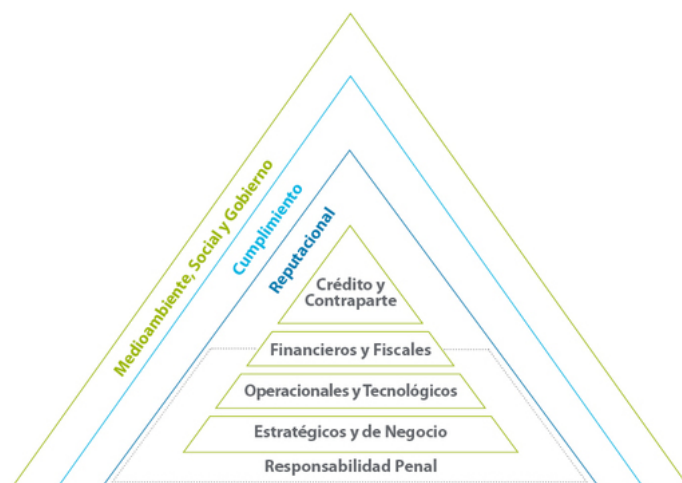 Medioambiente, Social y Gobierno
Cumplimiento
Reputacional
Crédito y
Contraparte
Financieros y Fiscales
Operacionales y Tecnológicos
Estratégicos y de Negocio
Responsabilidad Penal